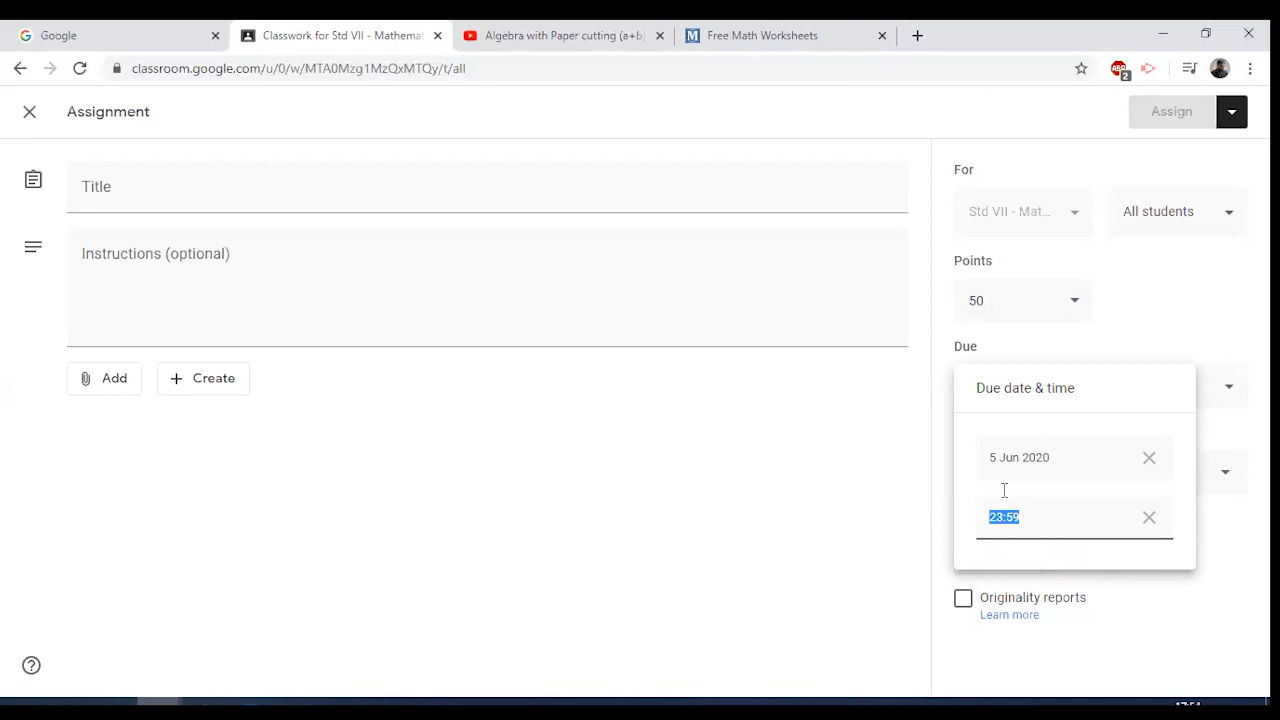 Google
Classwork for Std VII - Mathemat
Algebra with Paper cutting (a+b)
Free Math Worksheets
classroom.google.com/u/0/w/MTA0Mzg1MzQxMTQy/t/all
2
Assignment
Assign
Title
Instructions (optional)
Add
Create
For
Std VII - Mat...
All students
Points
50
Due
Due date & time
5 Jun 2020
23:59
Originality reports
Learn more